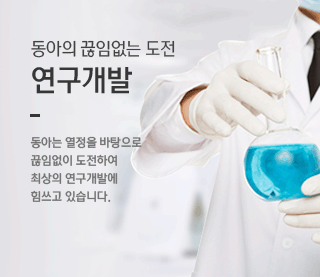 동아의 끊임없는 도전
연구개발
동아는 열정을 바탕으로
끊임없이 도전하여
최상의 연구개발에
힘쓰고 있습니다.